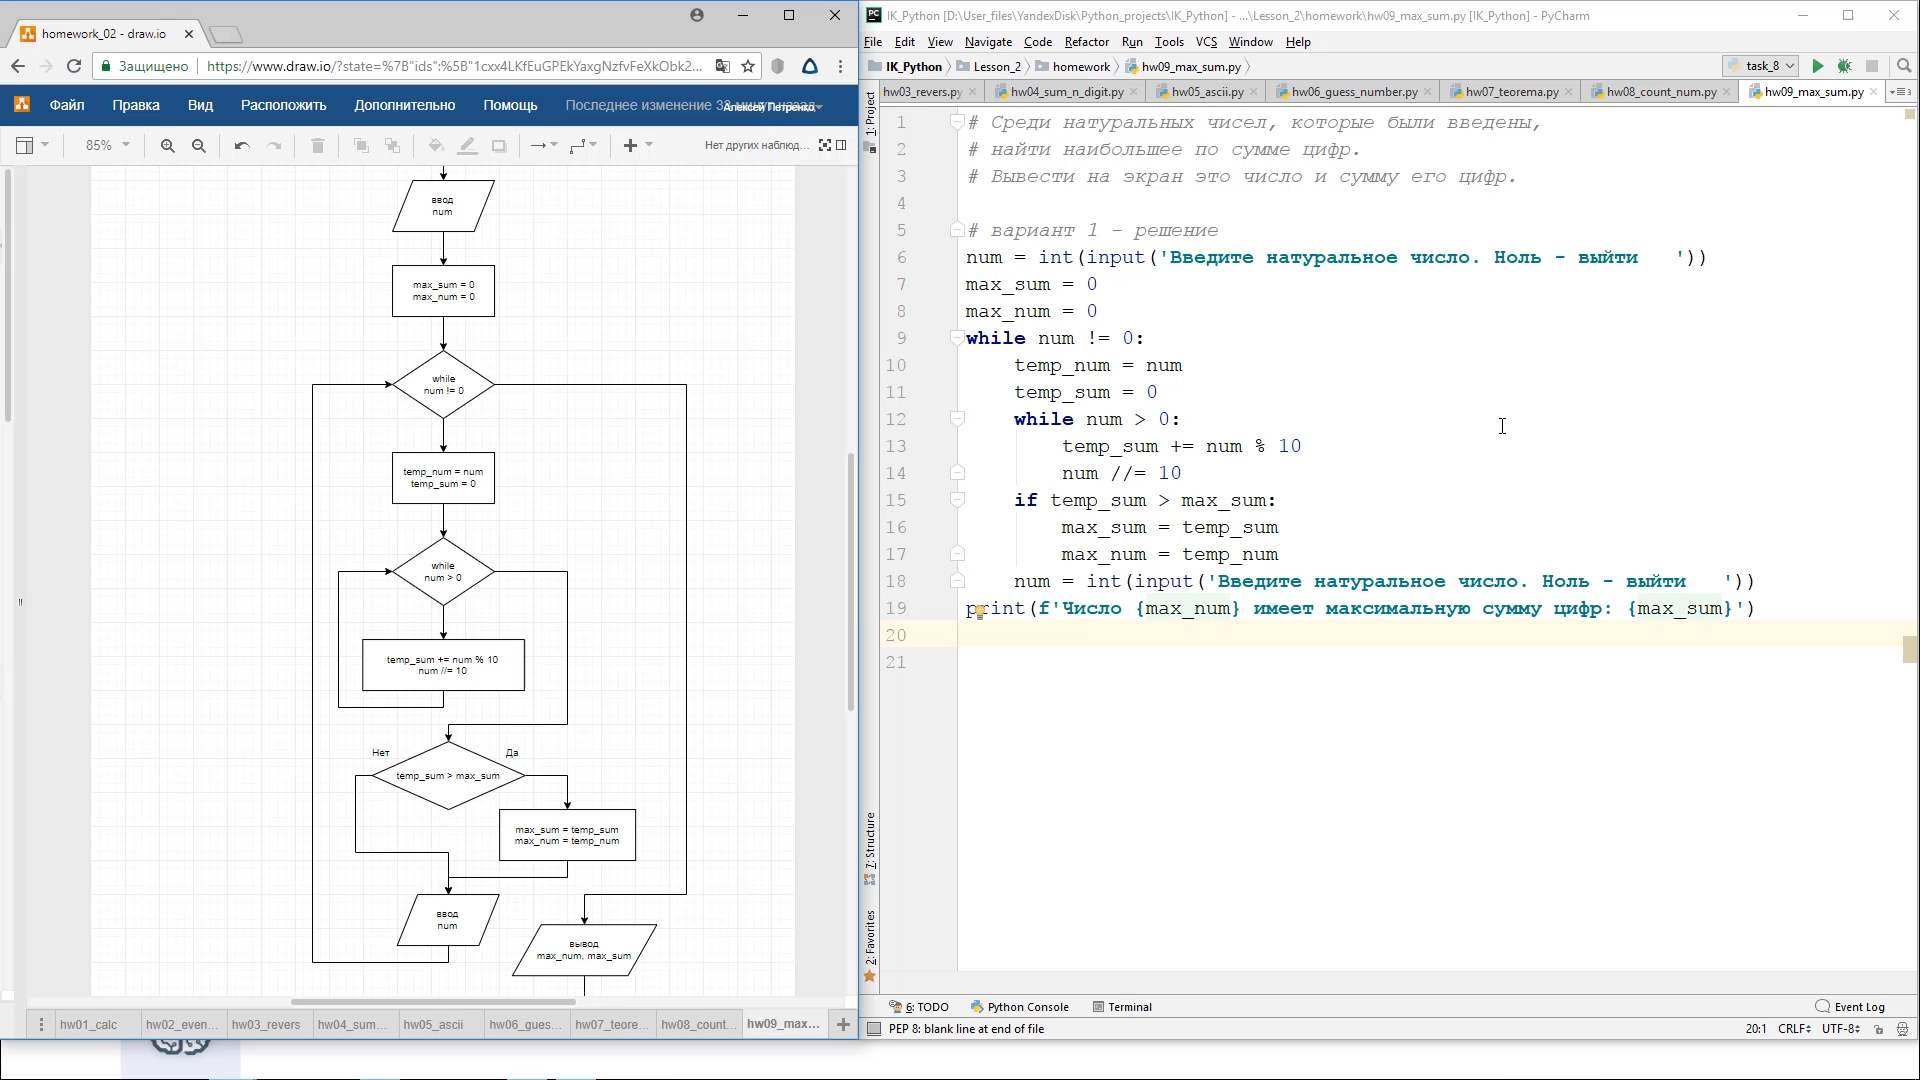 homework_02 - draw.io
Защищено
https://www.draw.io/?state=%7B"ids":%5B"1cxx4LKfEuGPEkYaxgNzfvFeXkObk2...
Файл Правка Вид Расположить Дополнительно Помощь Последнее изменение
Алексей Петренко
85%
Нет других наблюд...
ввод
num
max_sum = 0
max_num = 0
while
num != 0
temp_num = num
temp_sum = 0
while
num > 0
temp_sum += num % 10
num //= 10
Нет Да
temp_sum > max_sum
max_sum = temp_sum
max_num = temp_num
ввод
num
вывод
max_num, max_sum
hw01_calc hw02_even... hw03_revers hw04_sum... hw05_ascii hw06_gues... hw07_teore... hw08_count... hw09_max...
IK_Python [D:\User_files\YandexDisk\Python_projects\IK_Python] - ...\Lesson_2\homework\hw09_max_sum.py [IK_Python] - PyCharm
File Edit View Navigate Code Refactor Run Tools VCS Window Help
IK_Python Lesson_2 homework hw09_max_sum.py
task_8
hw03_revers.py hw04_sum_n_digit.py hw05_ascii.py hw06_guess_number.py hw07_teorema.py hw08_count_num.py hw09_max_sum.py
1: Project
7: Structure
2: Favorites
1 # Среди натуральных чисел, которые были введены,
2 # найти наибольшее по сумме цифр.
3 # Вывести на экран это число и сумму его цифр.
4
5 # вариант 1 - решение
6 num = int(input('Введите натуральное число. Ноль - выйти   '))
7 max_sum = 0
8 max_num = 0
9 while num != 0:
10     temp_num = num
11     temp_sum = 0
12     while num > 0:
13         temp_sum += num % 10
14         num //= 10
15     if temp_sum > max_sum:
16         max_sum = temp_sum
17         max_num = temp_num
18     num = int(input('Введите натуральное число. Ноль - выйти   '))
19 print(f'Число {max_num} имеет максимальную сумму цифр: {max_sum}')
20
21
6: TODO Python Console Terminal Event Log
PEP 8: blank line at end of file
20:1 CRLF UTF-8